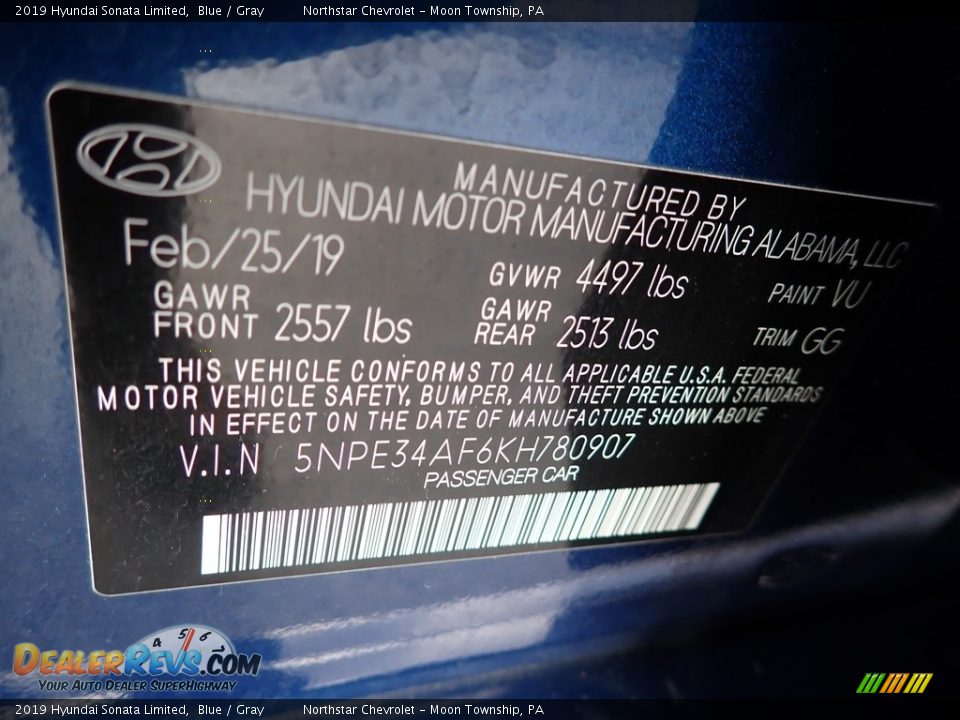 2019 Hyundai Sonata Limited,  Blue / Gray          Northstar Chevrolet - Moon Township, PA
MANUFACTURED BY
HYUNDAI MOTOR MANUFACTURING ALABAMA, LLC
Feb/25/19
GVWR 4497 lbs
PAINT VU
GAWR FRONT 2557 lbs
GAWR REAR 2513 lbs
TRIM GG
THIS VEHICLE CONFORMS TO ALL APPLICABLE U.S.A. FEDERAL
MOTOR VEHICLE SAFETY, BUMPER, AND THEFT PREVENTION STANDARDS
IN EFFECT ON THE DATE OF MANUFACTURE SHOWN ABOVE
V.I.N 5NPE34AF6KH780907
PASSENGER CAR
4 5 6
DEALERREVS.COM
YOUR AUTO DEALER SUPERHIGHWAY
2019 Hyundai Sonata Limited,  Blue / Gray          Northstar Chevrolet - Moon Township, PA